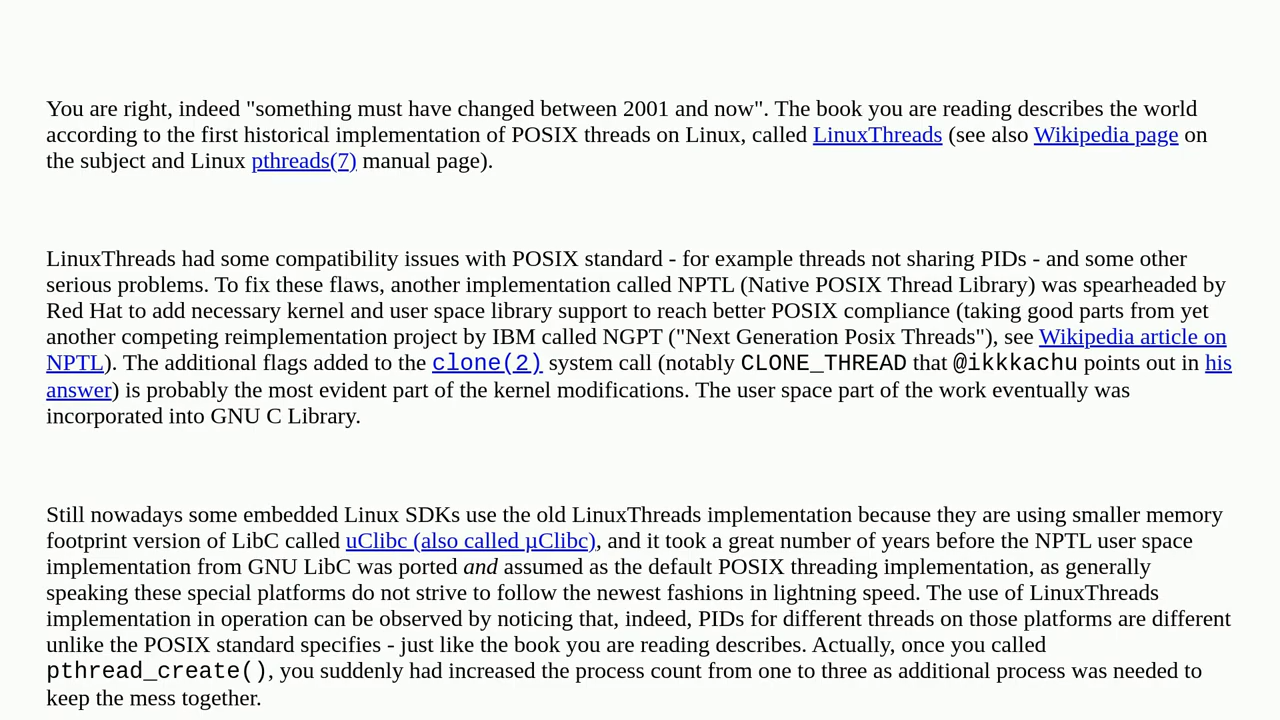 You are right, indeed "something must have changed between 2001 and now". The book you are reading describes the world
according to the first historical implementation of POSIX threads on Linux, called LinuxThreads (see also Wikipedia page on
the subject and Linux pthreads(7) manual page).
LinuxThreads had some compatibility issues with POSIX standard - for example threads not sharing PIDs - and some other
serious problems. To fix these flaws, another implementation called NPTL (Native POSIX Thread Library) was spearheaded by
Red Hat to add necessary kernel and user space library support to reach better POSIX compliance (taking good parts from yet
another competing reimplementation project by IBM called NGPT ("Next Generation Posix Threads"), see Wikipedia article on
NPTL). The additional flags added to the clone(2) system call (notably CLONE_THREAD that @ikkkachu points out in his
answer) is probably the most evident part of the kernel modifications. The user space part of the work eventually was
incorporated into GNU C Library.
Still nowadays some embedded Linux SDKs use the old LinuxThreads implementation because they are using smaller memory
footprint version of LibC called uClibc (also called µClibc), and it took a great number of years before the NPTL user space
implementation from GNU LibC was ported and assumed as the default POSIX threading implementation, as generally
speaking these special platforms do not strive to follow the newest fashions in lightning speed. The use of LinuxThreads
implementation in operation can be observed by noticing that, indeed, PIDs for different threads on those platforms are different
unlike the POSIX standard specifies - just like the book you are reading describes. Actually, once you called
pthread_create(), you suddenly had increased the process count from one to three as additional process was needed to
keep the mess together.